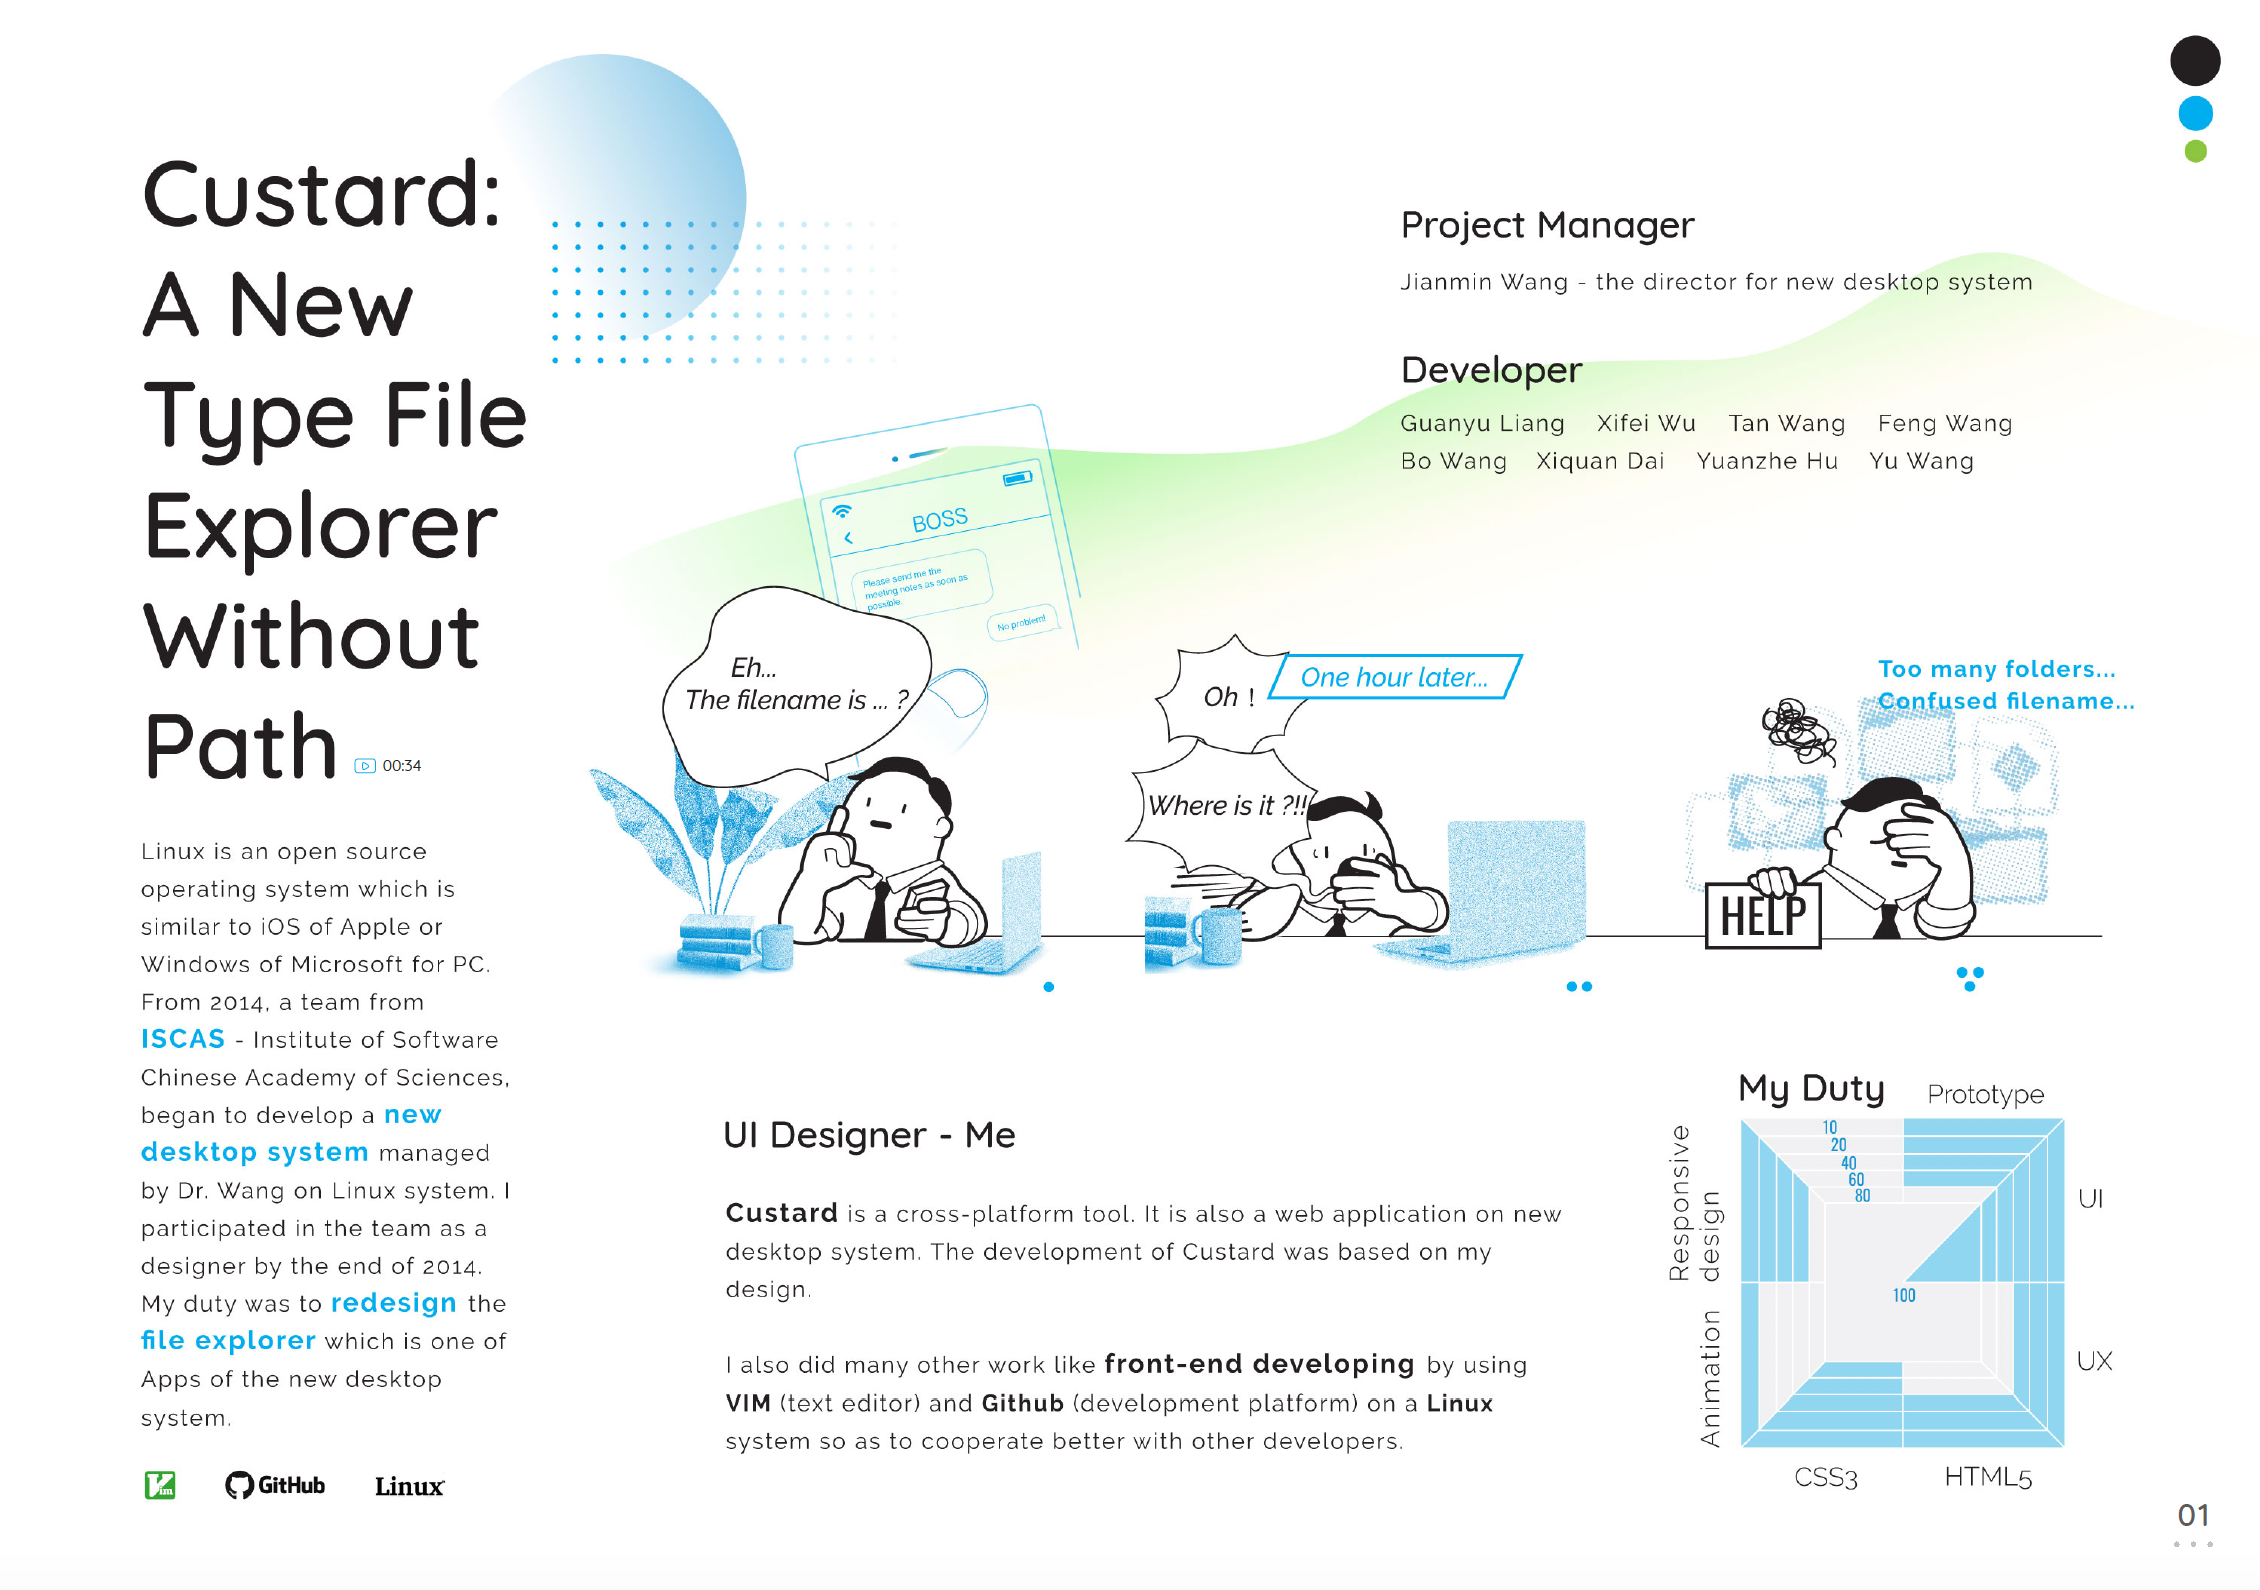 Custard:
A New
Type File
Explorer
Without
Path
00:34
Linux is an open source
operating system which is
similar to iOS of Apple or
Windows of Microsoft for PC.
From 2014, a team from
ISCAS - Institute of Software
Chinese Academy of Sciences,
began to develop a new
desktop system managed
by Dr. Wang on Linux system. I
participated in the team as a
designer by the end of 2014.
My duty was to redesign the
file explorer which is one of
Apps of the new desktop
system.
Vim
GitHub
Linux
Project Manager
Jianmin Wang - the director for new desktop system
Developer
Guanyu Liang Xifei Wu Tan Wang Feng Wang
Bo Wang Xiquan Dai Yuanzhe Hu Yu Wang
BOSS
Please send me the
meeting notes as soon as
possible
No problem!
Eh...
The filename is ... ?
Oh !
One hour later...
Where is it ?!!
Too many folders...
Confused filename...
HELP
UI Designer - Me
Custard is a cross-platform tool. It is also a web application on new
desktop system. The development of Custard was based on my
design.
I also did many other work like front-end developing by using
VIM (text editor) and Github (development platform) on a Linux
system so as to cooperate better with other developers.
My Duty
Prototype
10
20
40
60
80
100
UI
UX
HTML5
CSS3
Animation
Responsive
design
01